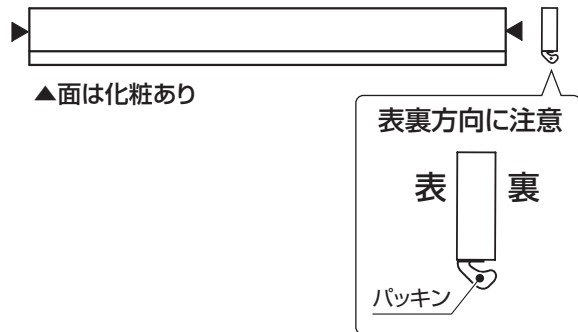 ▲面は化粧あり
表裏方向に注意
表 裏
パッキン